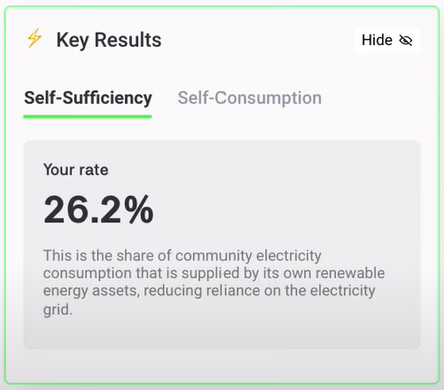 Key Results
Hide
Self-Sufficiency Self-Consumption
Your rate
26.2%
This is the share of community electricity
consumption that is supplied by its own renewable
energy assets, reducing reliance on the electricity
grid.